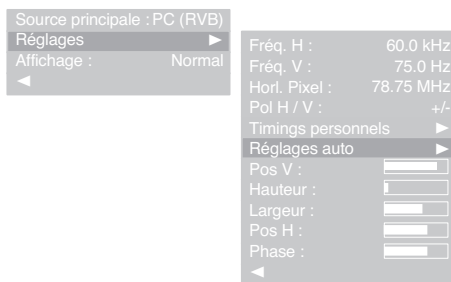 Source principale : PC (RVB)
Réglages
Affichage : Normal
Fréq. H : 60.0 kHz
Fréq. V : 75.0 Hz
Horl. Pixel : 78.75 MHz
Pol H / V : +/-
Timings personnels
Réglages auto
Pos V :
Hauteur :
Largeur :
Pos H :
Phase :